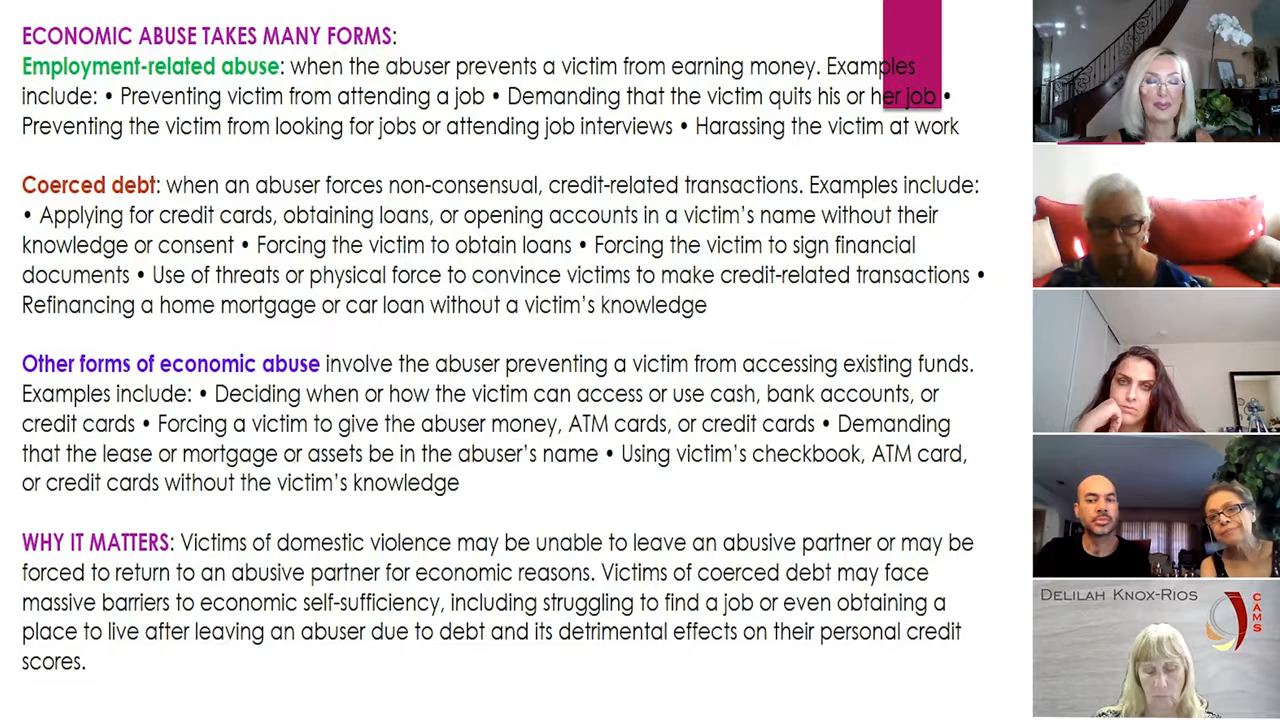 ECONOMIC ABUSE TAKES MANY FORMS:
Employment-related abuse: when the abuser prevents a victim from earning money. Examples
include: • Preventing victim from attending a job • Demanding that the victim quits his or her job •
Preventing the victim from looking for jobs or attending job interviews • Harassing the victim at work
Coerced debt: when an abuser forces non-consensual, credit-related transactions. Examples include:
• Applying for credit cards, obtaining loans, or opening accounts in a victim's name without their
knowledge or consent • Forcing the victim to obtain loans • Forcing the victim to sign financial
documents • Use of threats or physical force to convince victims to make credit-related transactions •
Refinancing a home mortgage or car loan without a victim's knowledge
Other forms of economic abuse involve the abuser preventing a victim from accessing existing funds.
Examples include: • Deciding when or how the victim can access or use cash, bank accounts, or
credit cards • Forcing a victim to give the abuser money, ATM cards, or credit cards • Demanding
that the lease or mortgage or assets be in the abuser's name • Using victim's checkbook, ATM card,
or credit cards without the victim's knowledge
WHY IT MATTERS: Victims of domestic violence may be unable to leave an abusive partner or may be
forced to return to an abusive partner for economic reasons. Victims of coerced debt may face
massive barriers to economic self-sufficiency, including struggling to find a job or even obtaining a
place to live after leaving an abuser due to debt and its detrimental effects on their personal credit
scores.
DELILAH KNOX-RIOS
CAMS